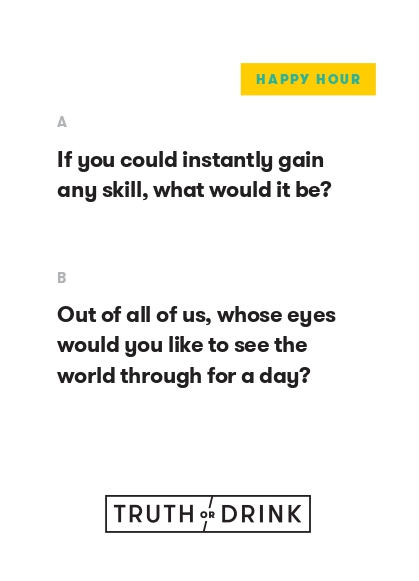 HAPPY HOUR
A
If you could instantly gain
any skill, what would it be?
B
Out of all of us, whose eyes
would you like to see the
world through for a day?
TRUTH OR DRINK